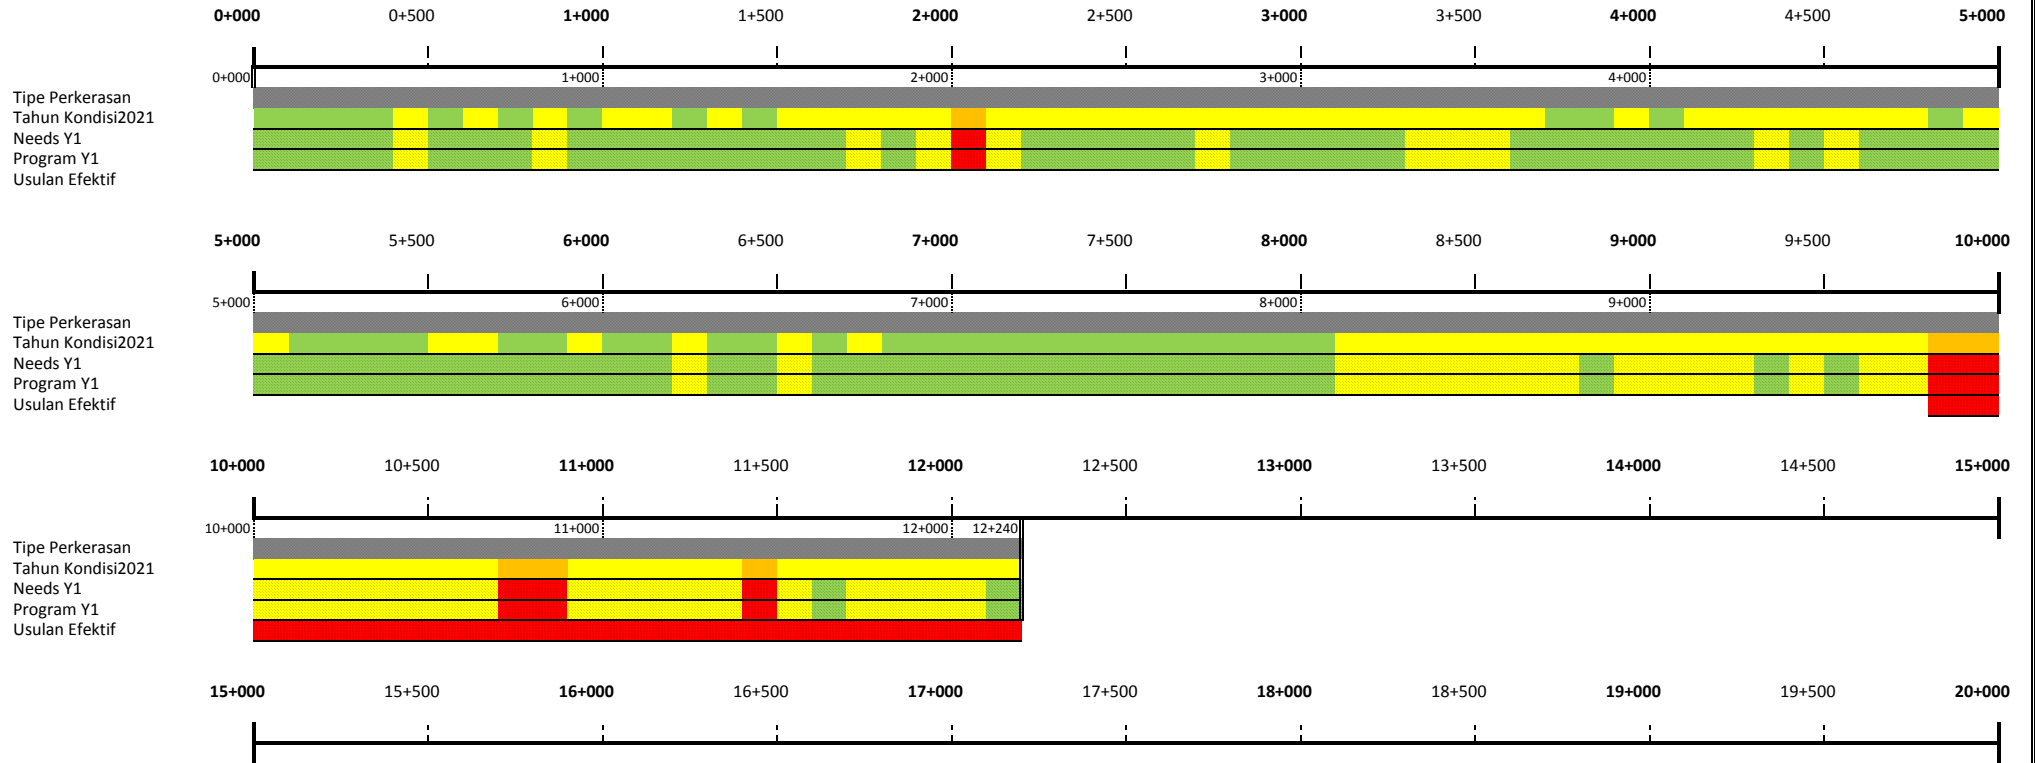 0+000 0+500 1+000 1+500 2+000 2+500 3+000 3+500 4+000 4+500 5+000
0+000 1+000 2+000 3+000 4+000
Tipe Perkerasan
Tahun Kondisi2021
Needs Y1
Program Y1
Usulan Efektif
5+000 5+500 6+000 6+500 7+000 7+500 8+000 8+500 9+000 9+500 10+000
5+000 6+000 7+000 8+000 9+000
Tipe Perkerasan
Tahun Kondisi2021
Needs Y1
Program Y1
Usulan Efektif
10+000 10+500 11+000 11+500 12+000 12+500 13+000 13+500 14+000 14+500 15+000
10+000 11+000 12+000 12+240
Tipe Perkerasan
Tahun Kondisi2021
Needs Y1
Program Y1
Usulan Efektif
15+000 15+500 16+000 16+500 17+000 17+500 18+000 18+500 19+000 19+500 20+000